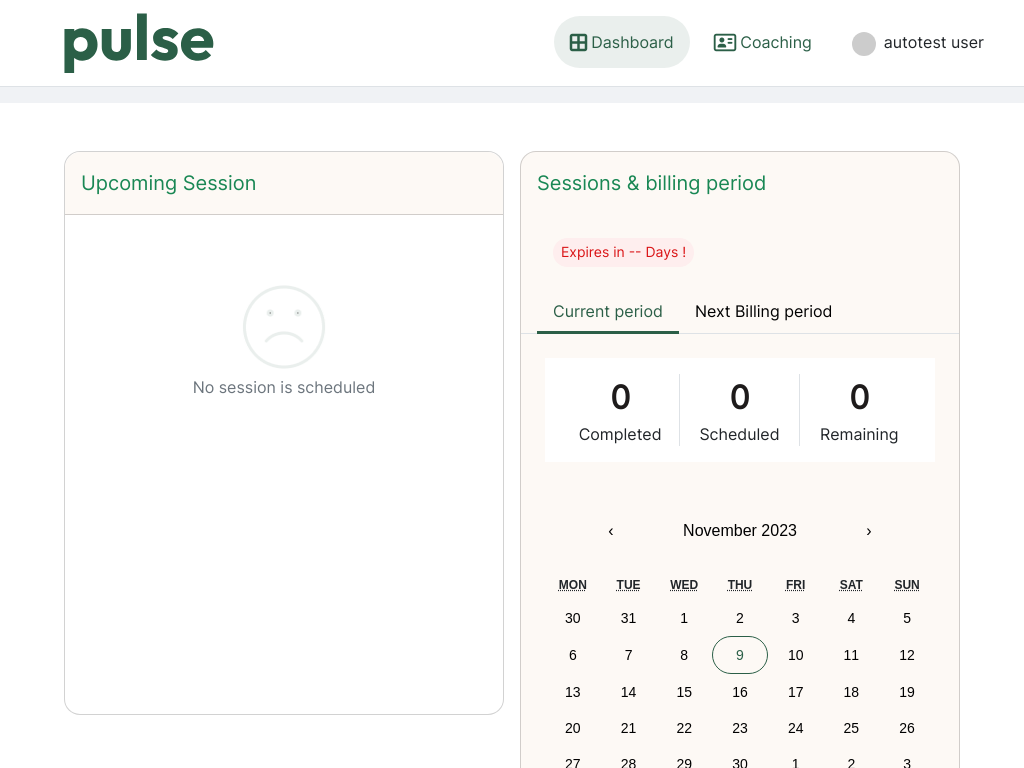 pulse
Dashboard
Coaching
autotest user
Upcoming Session
No session is scheduled
Sessions & billing period
Expires in -- Days !
Current period
Next Billing period
0 0 0
Completed Scheduled Remaining
‹ November 2023 ›
MON TUE WED THU FRI SAT SUN
30 31 1 2 3 4 5
6 7 8 9 10 11 12
13 14 15 16 17 18 19
20 21 22 23 24 25 26
27 28 29 30 1 2 3